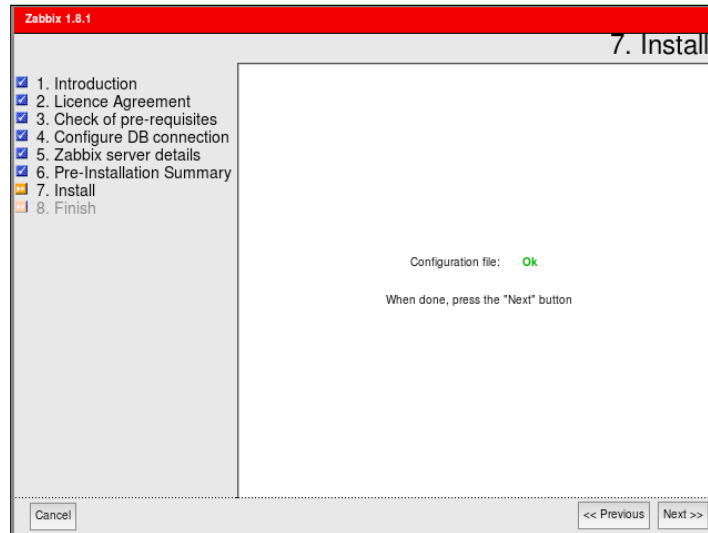 Zabbix 1.8.1
7. Install
1. Introduction
2. Licence Agreement
3. Check of pre-requisites
4. Configure DB connection
5. Zabbix server details
6. Pre-Installation Summary
7. Install
8. Finish
Configuration file: Ok
When done, press the "Next" button
Cancel
<< Previous
Next >>